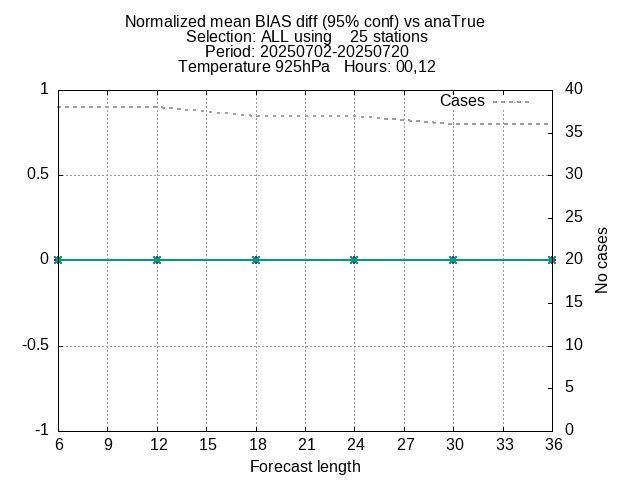 Normalized mean BIAS diff (95% conf) vs anaTrue
Selection: ALL using    25 stations
Period: 20250702-20250720
Temperature 925hPa   Hours: 00,12
Cases
1
0.5
0
-0.5
-1
40
35
30
25
20
15
10
5
0
No cases
6 9 12 15 18 21 24 27 30 33 36
Forecast length